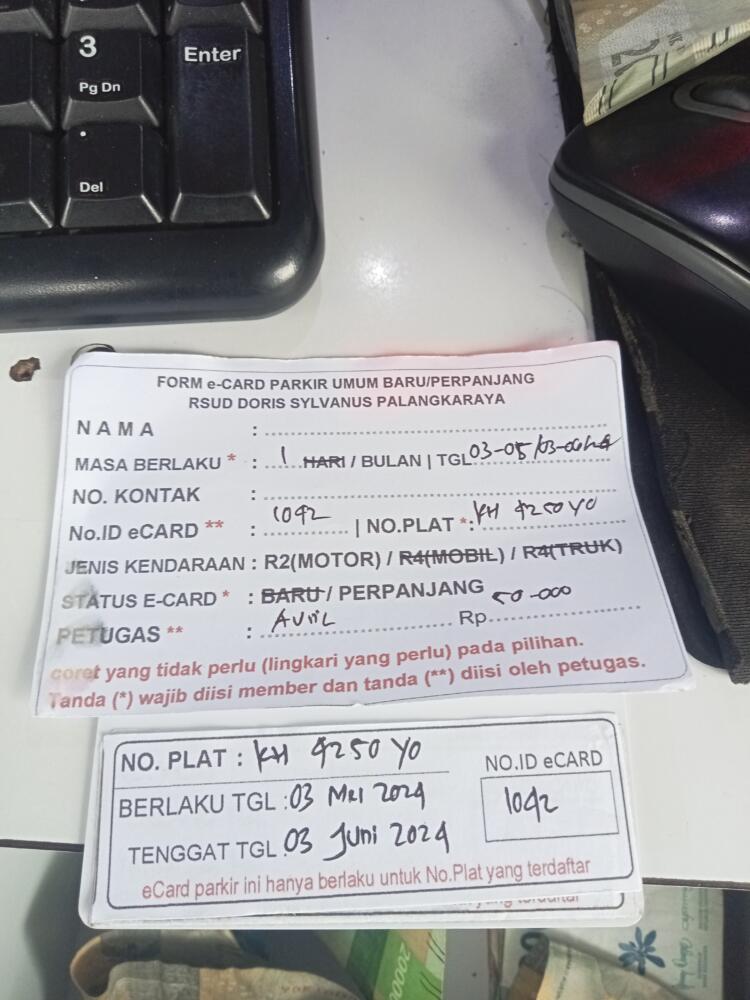 3
Pg Dn
Enter
.
Del
FORM e-CARD PARKIR UMUM BARU/PERPANJANG
RSUD DORIS SYLVANUS PALANGKARAYA
NAMA :
MASA BERLAKU * : 1 HARI / BULAN | TGL 03-05/03-06
NO. KONTAK :
No.ID eCARD ** : 1042 | NO.PLAT *: KH 4250 YO
JENIS KENDARAAN : R2(MOTOR) / R4(MOBIL) / R4(TRUK)
STATUS E-CARD * : BARU / PERPANJANG
PETUGAS ** : AVRIL Rp. 50-000
coret yang tidak perlu (lingkari yang perlu) pada pilihan.
Tanda (*) wajib diisi member dan tanda (**) diisi oleh petugas.
NO. PLAT : KH 4250 YO
NO.ID eCARD
BERLAKU TGL : 03 Mei 2024
1042
TENGGAT TGL : 03 Juni 2024
eCard parkir ini hanya berlaku untuk No.Plat yang terdaftar
yang terdaftar